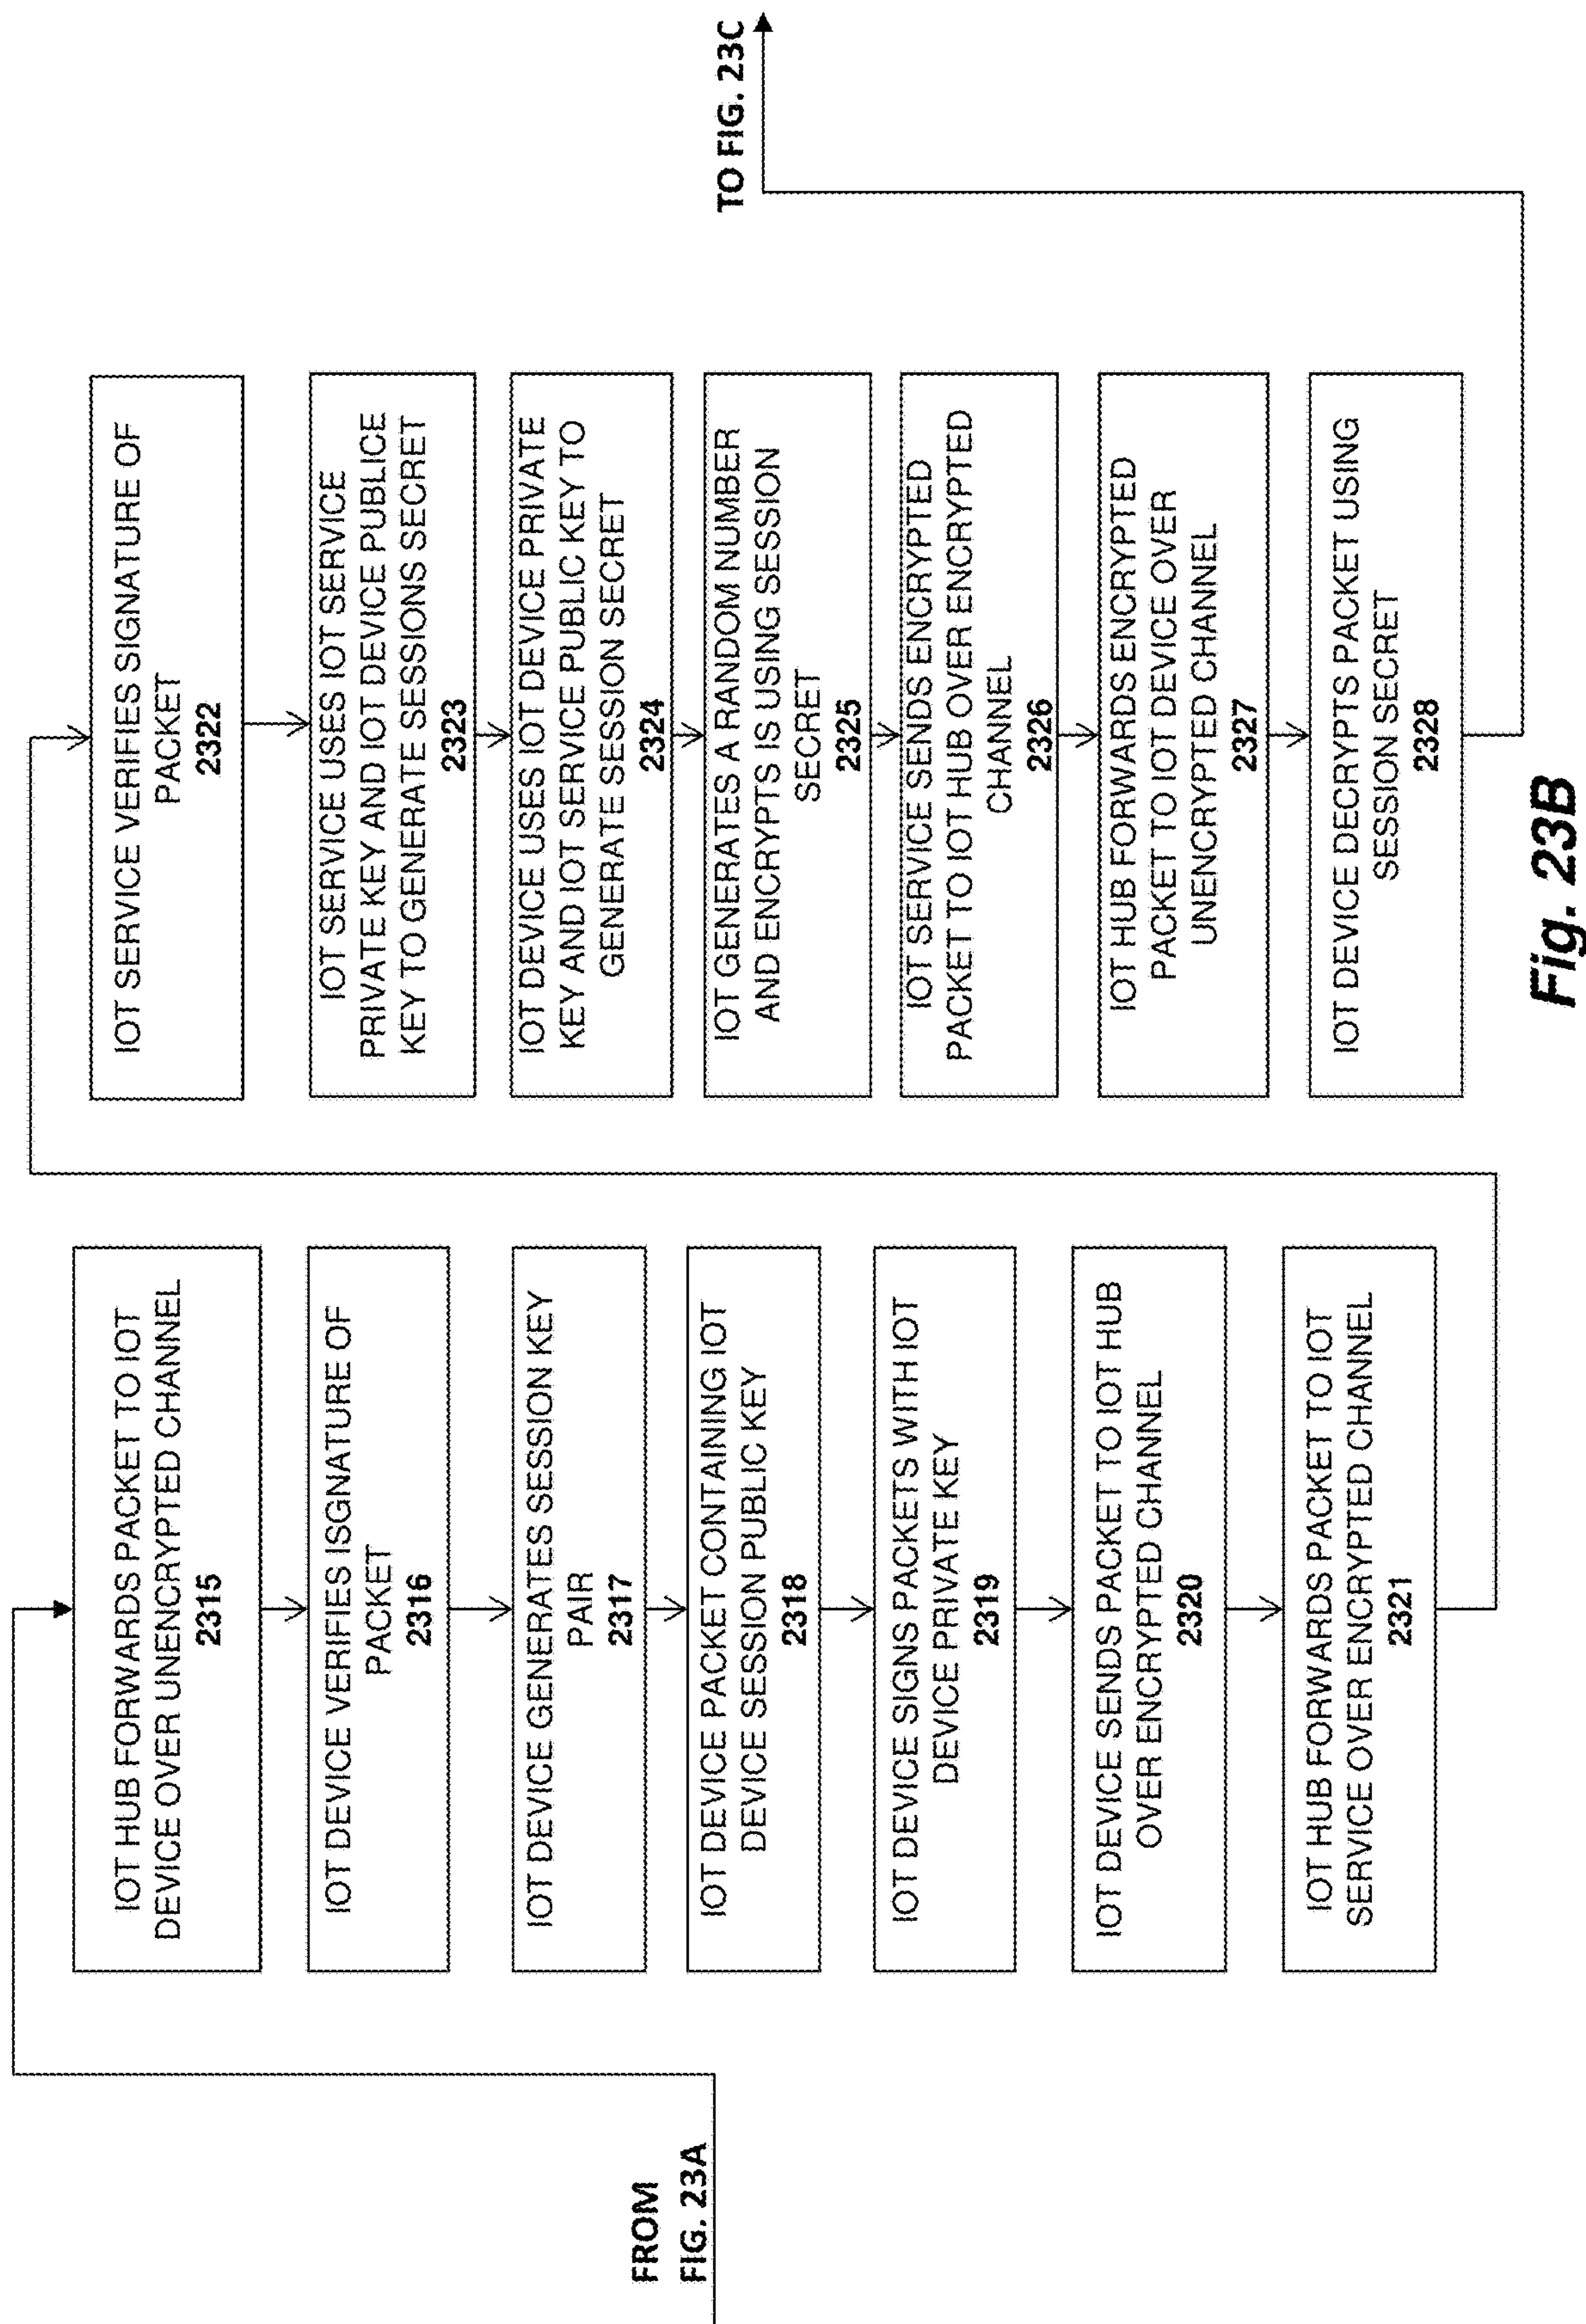 FROM
FIG. 23A
IOT HUB FORWARDS PACKET TO IOT
DEVICE OVER UNENCRYPTED CHANNEL
2315
IOT DEVICE VERIFIES ISGNATURE OF
PACKET
2316
IOT DEVICE GENERATES SESSION KEY
PAIR
2317
IOT DEVICE PACKET CONTAINING IOT
DEVICE SESSION PUBLIC KEY
2318
IOT DEVICE SIGNS PACKETS WITH IOT
DEVICE PRIVATE KEY
2319
IOT DEVICE SENDS PACKET TO IOT HUB
OVER ENCRYPTED CHANNEL
2320
IOT HUB FORWARDS PACKET TO IOT
SERVICE OVER ENCRYPTED CHANNEL
2321
IOT SERVICE VERIFIES SIGNATURE OF
PACKET
2322
IOT SERVICE USES IOT SERVICE
PRIVATE KEY AND IOT DEVICE PUBLICE
KEY TO GENERATE SESSIONS SECRET
2323
IOT DEVICE USES IOT DEVICE PRIVATE
KEY AND IOT SERVICE PUBLIC KEY TO
GENERATE SESSION SECRET
2324
IOT GENERATES A RANDOM NUMBER
AND ENCRYPTS IS USING SESSION
SECRET
2325
IOT SERVICE SENDS ENCRYPTED
PACKET TO IOT HUB OVER ENCRYPTED
CHANNEL
2326
IOT HUB FORWARDS ENCRYPTED
PACKET TO IOT DEVICE OVER
UNENCRYPTED CHANNEL
2327
IOT DEVICE DECRYPTS PACKET USING
SESSION SECRET
2328
TO FIG. 23C
Fig. 23B